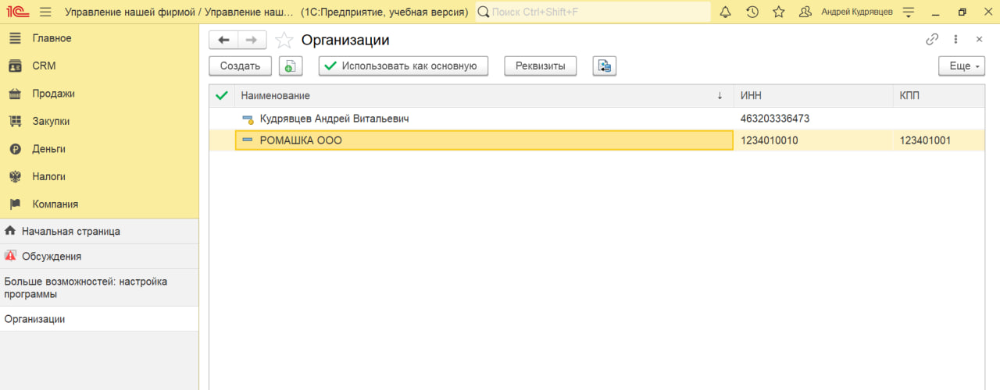 1С Управление нашей фирмой / Управление наш... (1С:Предприятие, учебная версия) Поиск Ctrl+Shift+F Андрей Кудрявцев
Главное
CRM
Продажи
Закупки
Деньги
Налоги
Компания
Начальная страница
Обсуждения
Больше возможностей: настройка
программы
Организации
Организации
Создать Использовать как основную Реквизиты Еще
Наименование ↓ ИНН КПП
Кудрявцев Андрей Витальевич 463203336473
РОМАШКА ООО 1234010010 123401001